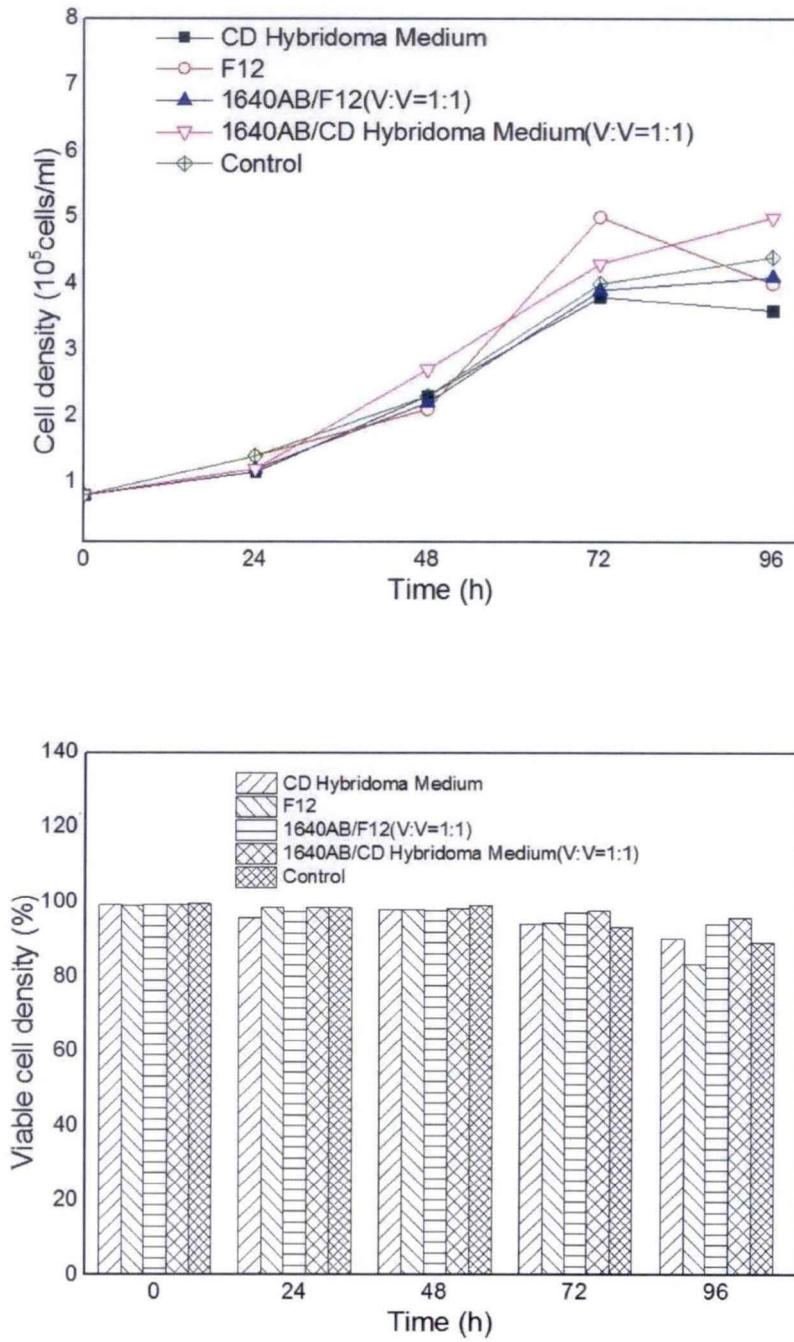 8
7
6
5
4
3
2
1
Cell density (10⁵cells/ml)
CD Hybridoma Medium
F12
1640AB/F12(V:V=1:1)
1640AB/CD Hybridoma Medium(V:V=1:1)
Control
0 24 48 72 96
Time (h)
140
120
100
80
60
40
20
0
Viable cell density (%)
CD Hybridoma Medium
F12
1640AB/F12(V:V=1:1)
1640AB/CD Hybridoma Medium(V:V=1:1)
Control
0 24 48 72 96
Time (h)